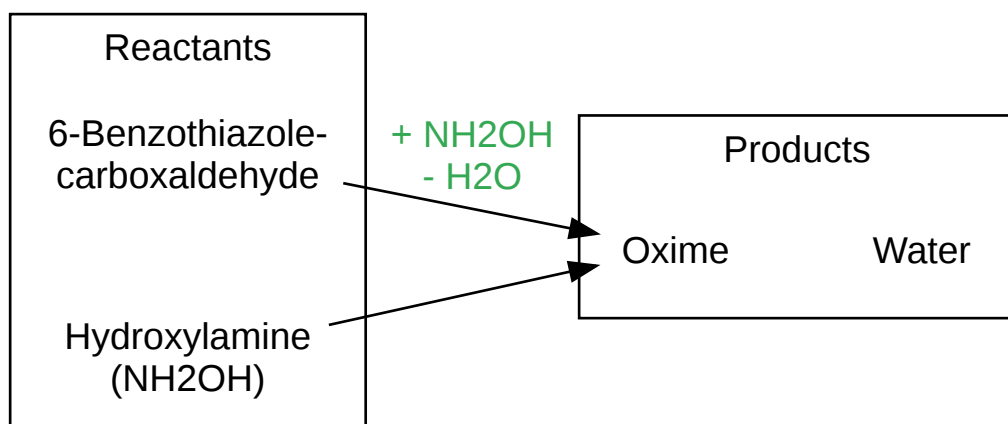 Reactants
6-Benzothiazole-
carboxaldehyde
+ NH2OH
- H2O
Hydroxylamine
(NH2OH)
Products
Oxime
Water